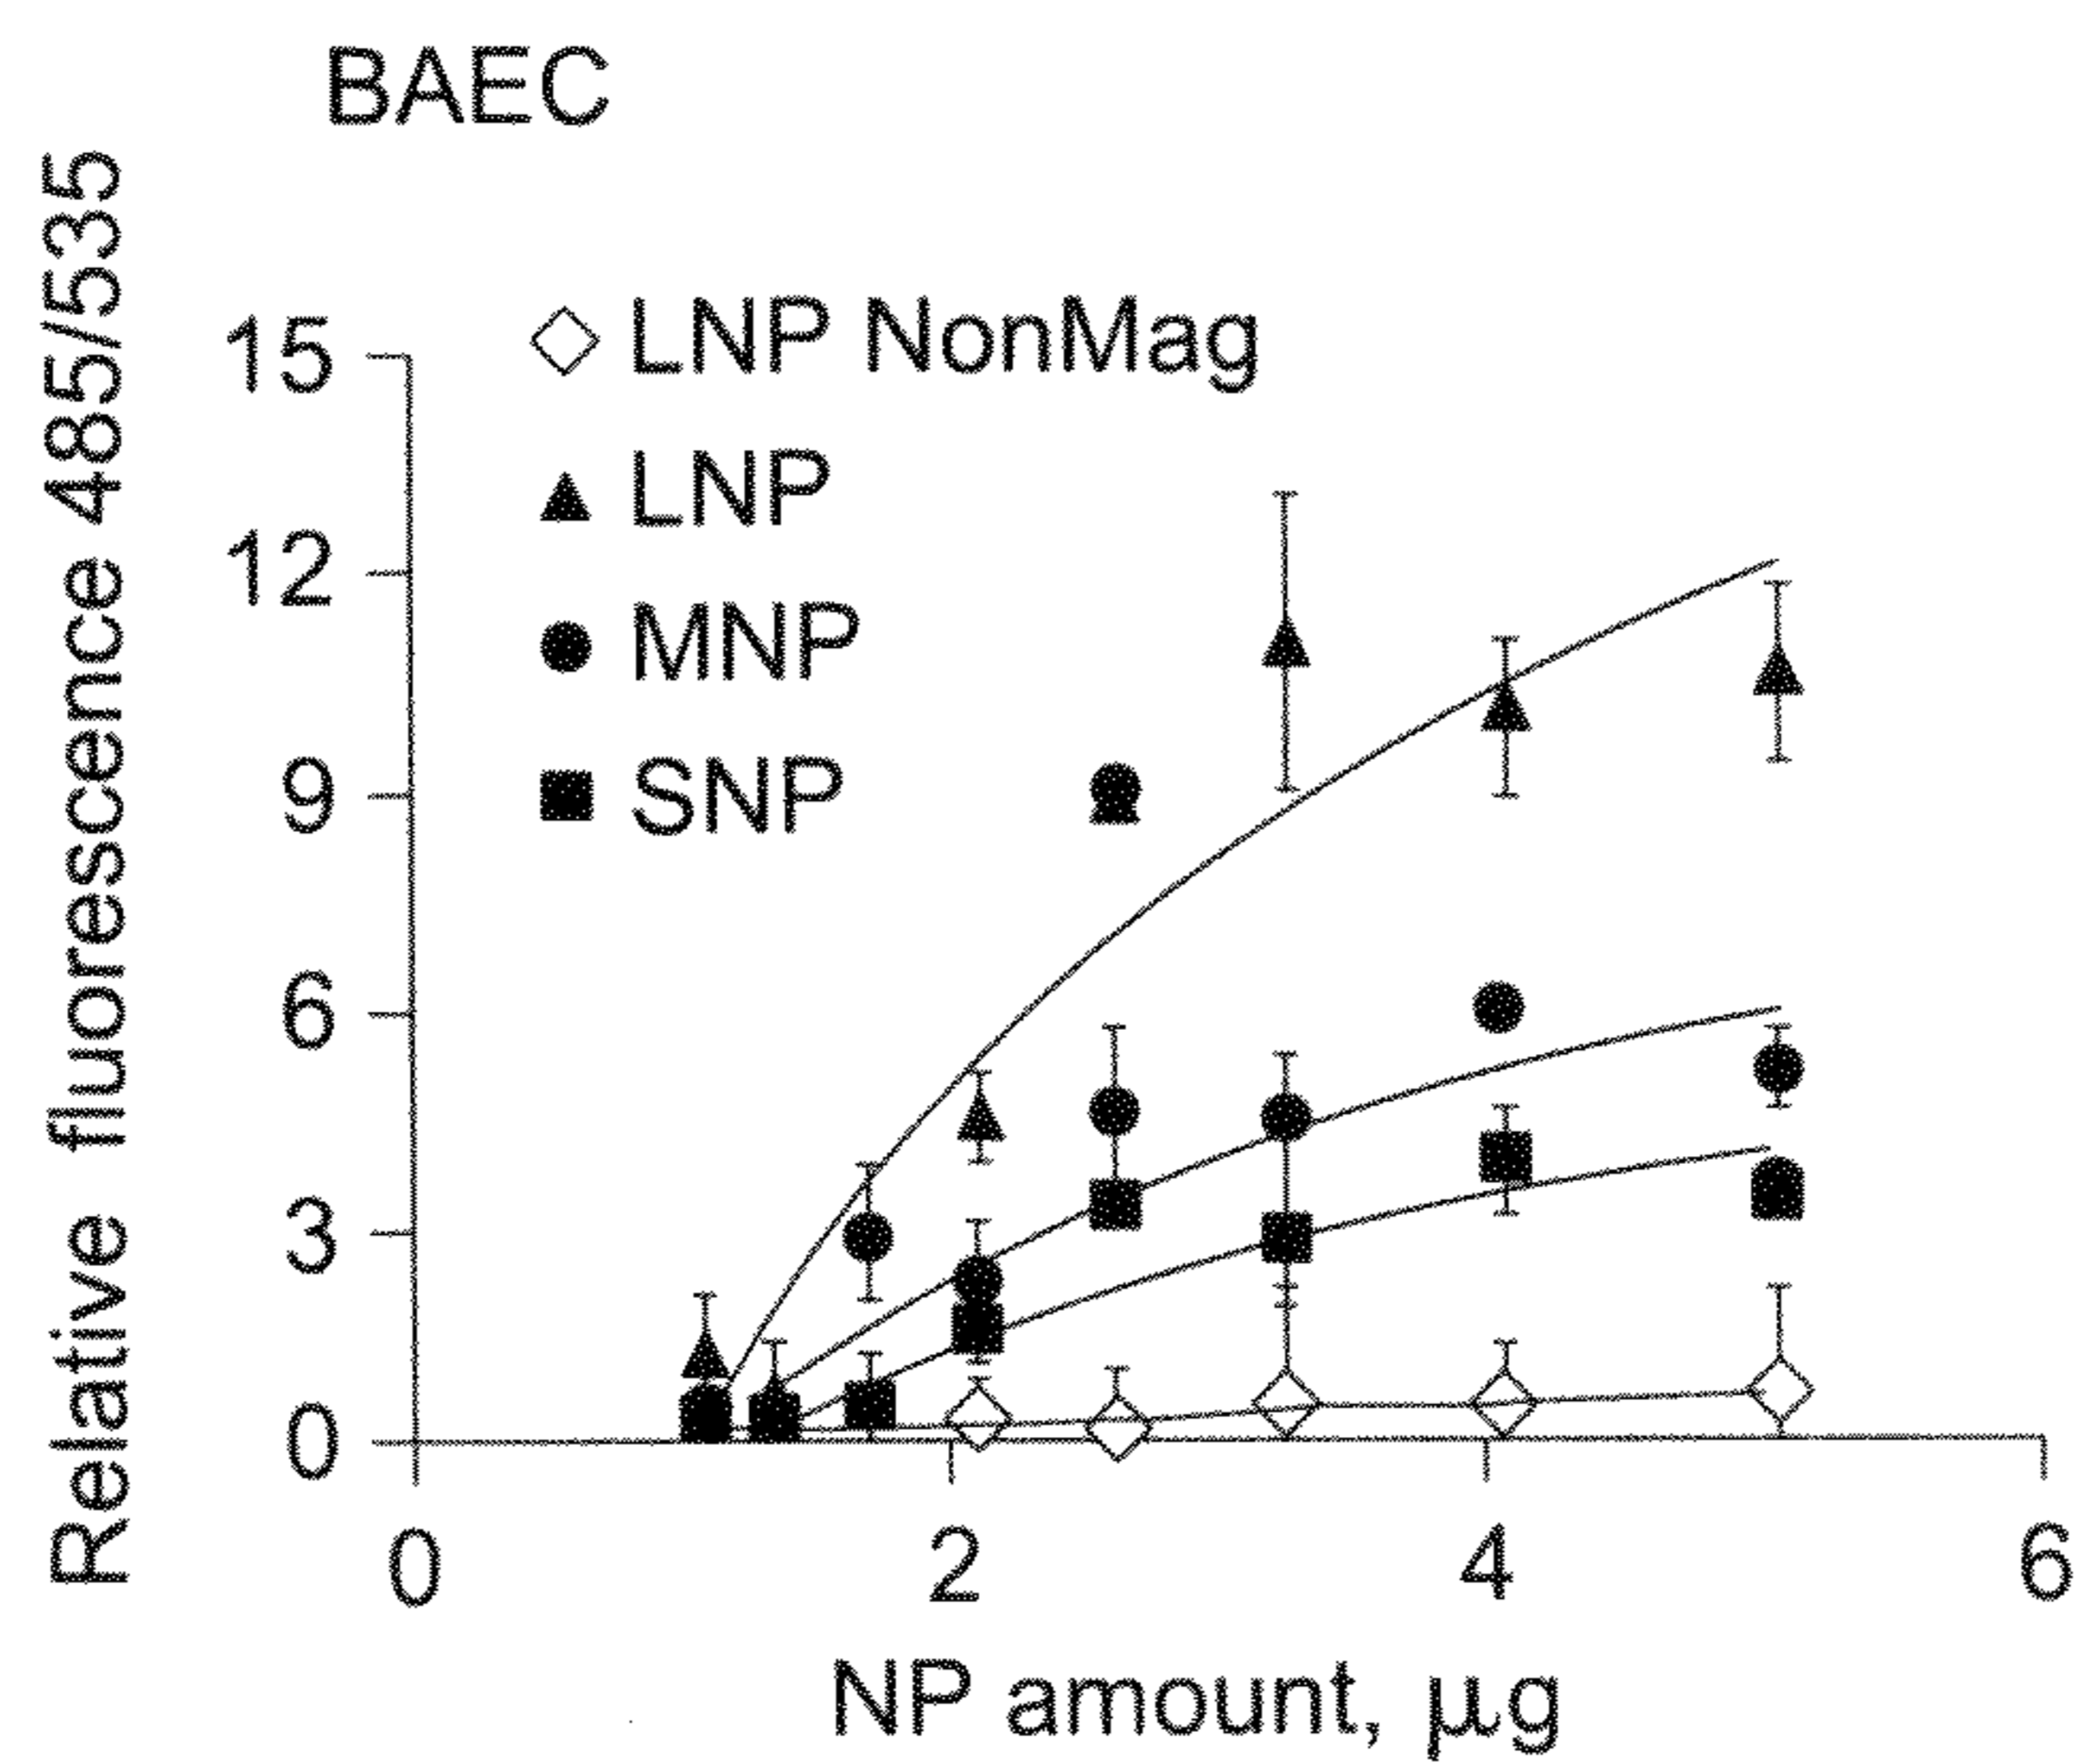 BAEC
Relative fluorescence 485/535
15
12
9
6
3
0
LNP NonMag
LNP
MNP
SNP
0 2 4 6
NP amount, μg